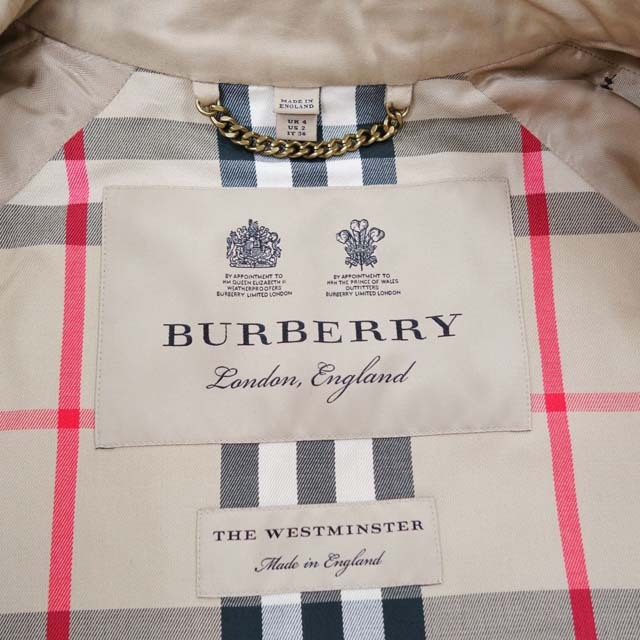 MADE IN
ENGLAND
UK 4
US 2
IT 36
BY APPOINTMENT TO
HM QUEEN ELIZABETH II
WEATHERPROOFERS
BURBERRY LIMITED LONDON
BY APPOINTMENT TO
HRH THE PRINCE OF WALES
OUTFITTERS
BURBERRY LIMITED LONDON
BURBERRY
London, England
THE WESTMINSTER
Made in England